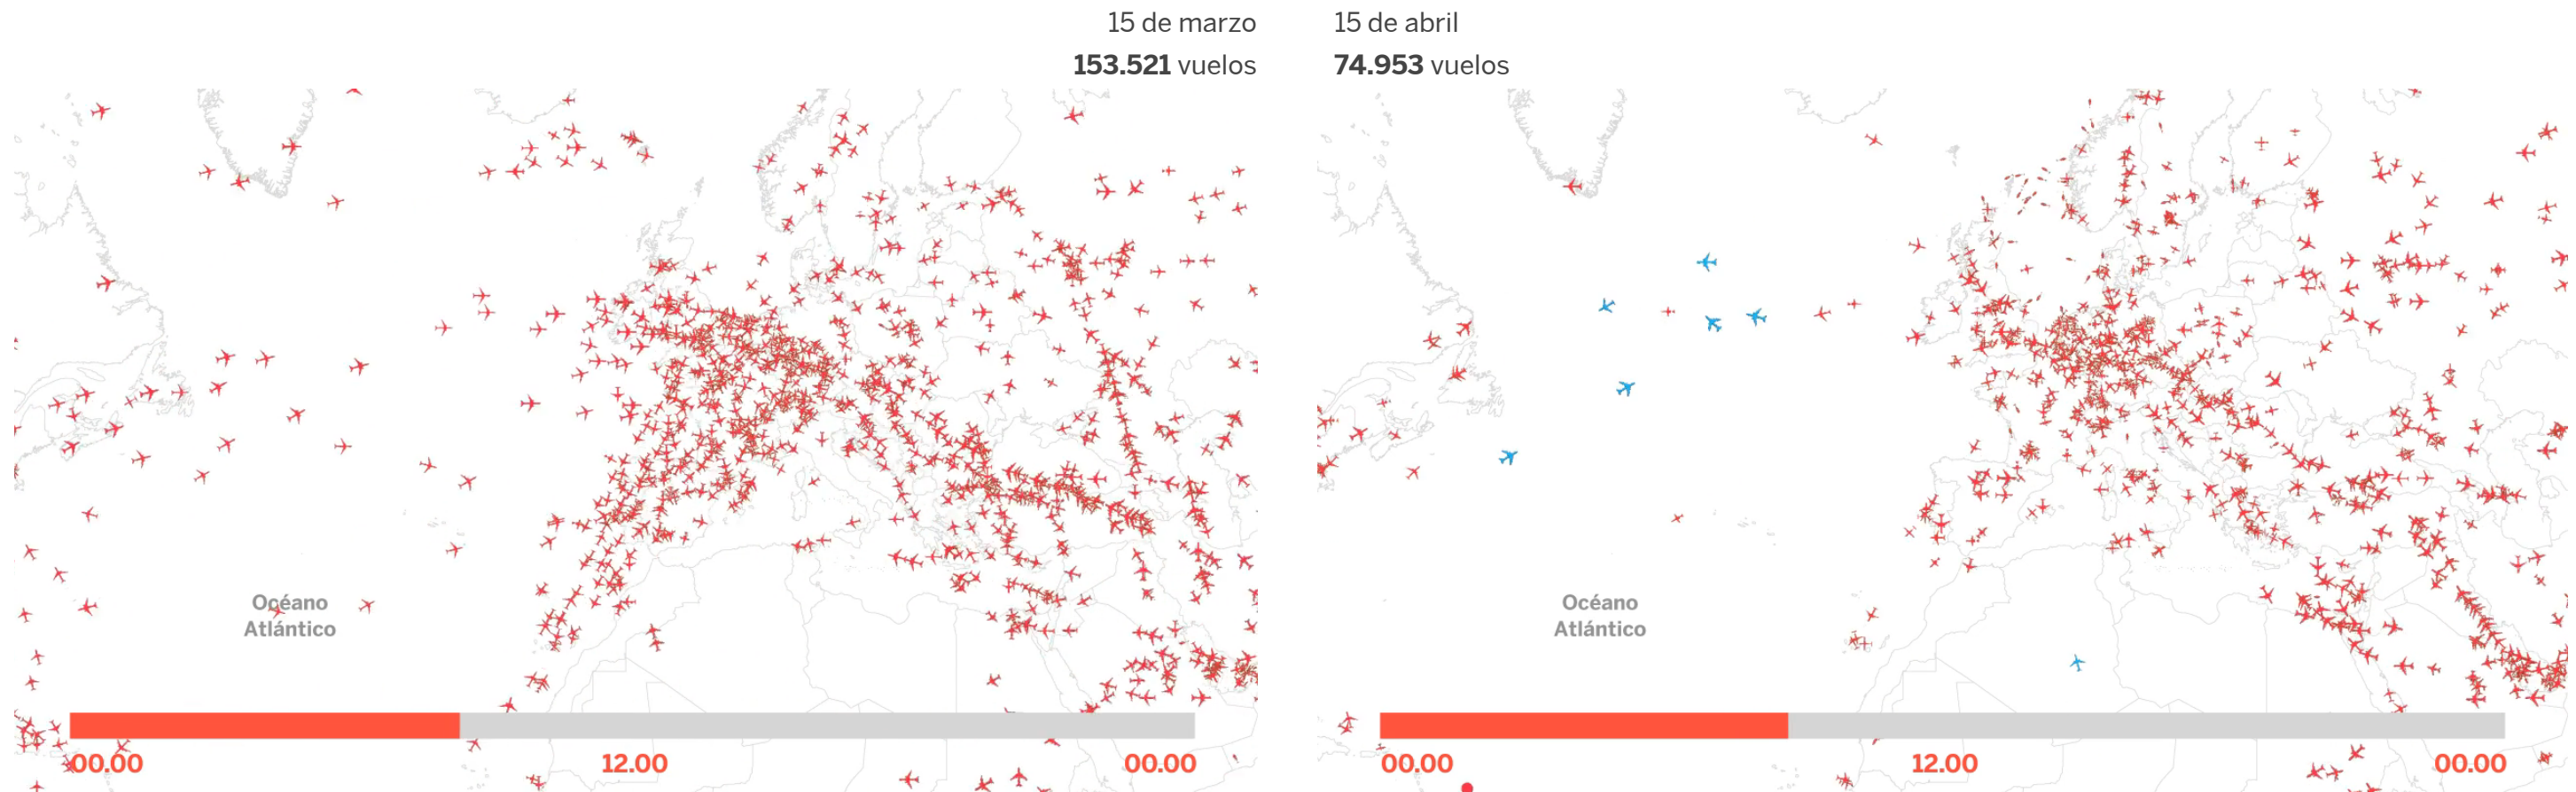 15 de marzo
153.521 vuelos
Océano
Atlántico
00.00
12.00
00.00
15 de abril
74.953 vuelos
Océano
Atlántico
00.00
12.00
00.00